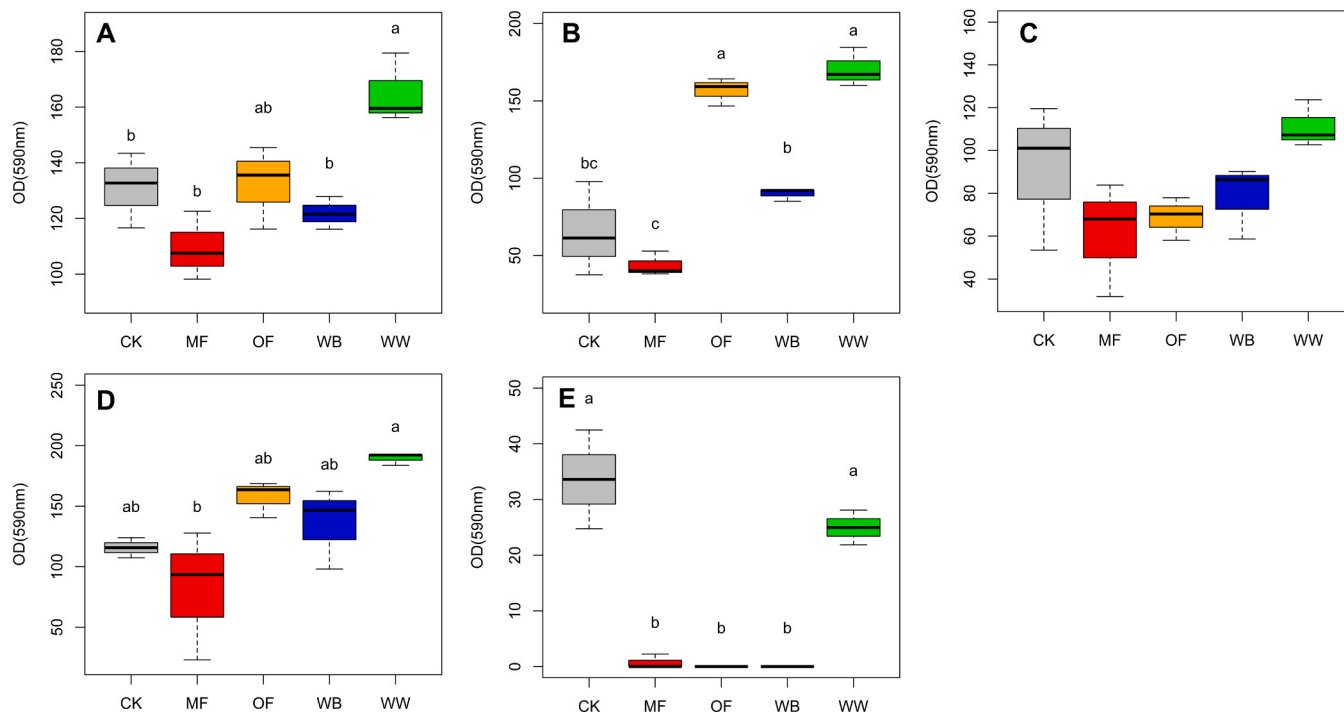 A
OD(590nm)
180
160
140
120
100
b
b
ab
b
a
CK MF OF WB WW
B
OD(590nm)
200
150
100
50
bc
c
a
b
a
CK MF OF WB WW
C
OD(590nm)
160
140
120
100
80
60
40
CK MF OF WB WW
D
OD(590nm)
250
200
150
100
50
ab
b
ab
ab
a
CK MF OF WB WW
E
OD(590nm)
50
40
30
20
10
0
a
b
b
b
a
CK MF OF WB WW